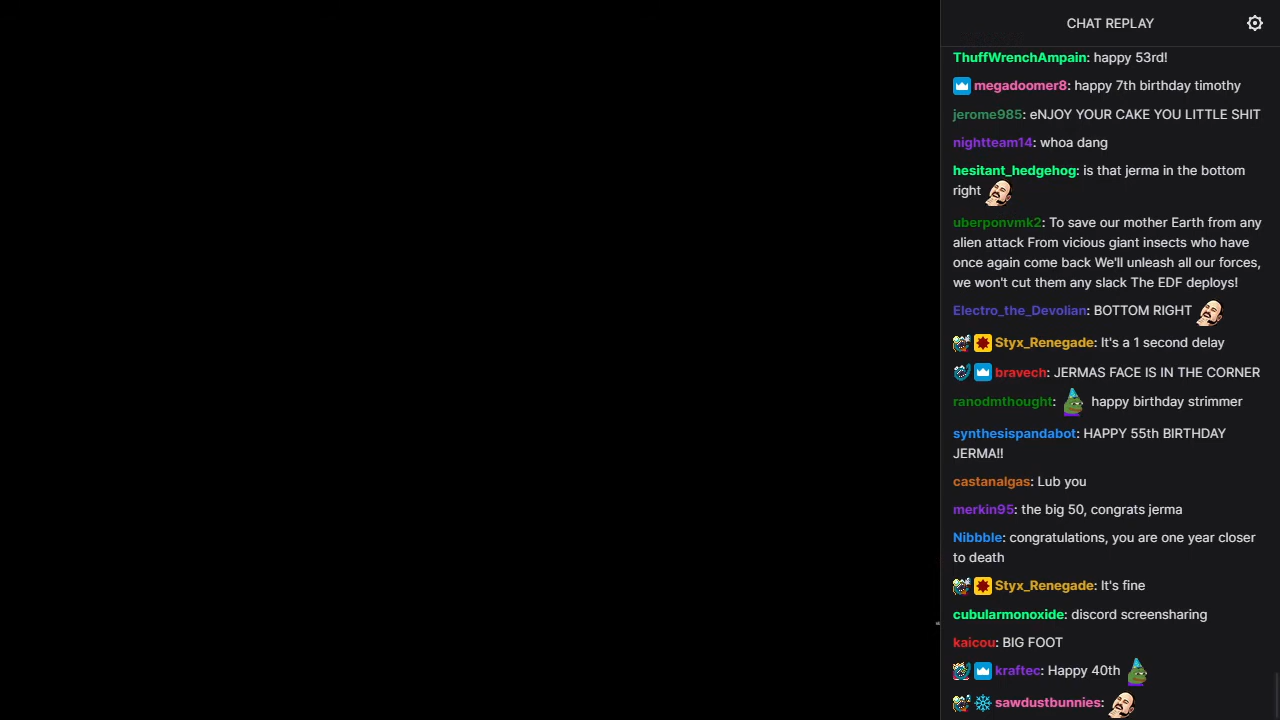 CHAT REPLAY
ThuffWrenchAmpain: happy 53rd!
megadoomer8: happy 7th birthday timothy
jerome985: eNJOY YOUR CAKE YOU LITTLE SHIT
nightteam14: whoa dang
hesitant_hedgehog: is that jerma in the bottom
right
uberponvmk2: To save our mother Earth from any
alien attack From vicious giant insects who have
once again come back We'll unleash all our forces,
we won't cut them any slack The EDF deploys!
Electro_the_Devolian: BOTTOM RIGHT
Styx_Renegade: It's a 1 second delay
bravech: JERMAS FACE IS IN THE CORNER
ranodmthought: happy birthday strimmer
synthesispandabot: HAPPY 55th BIRTHDAY
JERMA!!
castanalgas: Lub you
merkin95: the big 50, congrats jerma
Nibbble: congratulations, you are one year closer
to death
Styx_Renegade: It's fine
cubularmonoxide: discord screensharing
kaicou: BIG FOOT
kraftec: Happy 40th
sawdustbunnies: